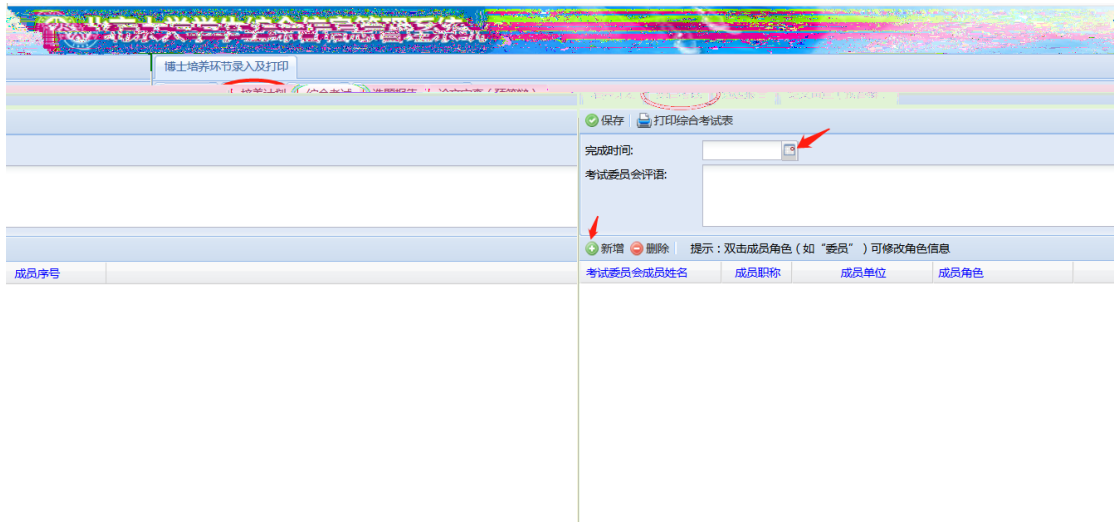 博士培养环节录入及打印
保存 打印综合考试表
完成时间:
考试委员会评语:
新增 删除 提示：双击成员角色（如“委员”）可修改角色信息
成员序号
考试委员会成员姓名 成员职称 成员单位 成员角色